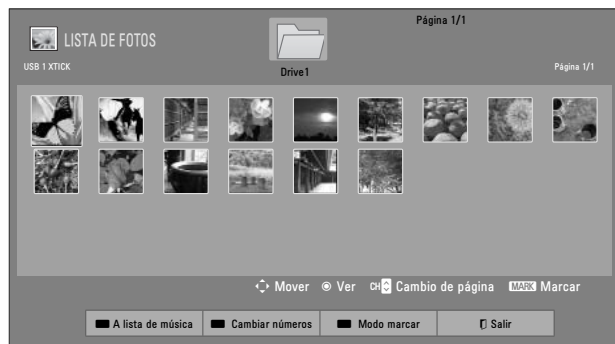 Página 1/1
LISTA DE FOTOS
USB 1 XTICK
Drive1
Página 1/1
Mover Ver CH Cambio de página MARK Marcar
A lista de música Cambiar números Modo marcar Salir